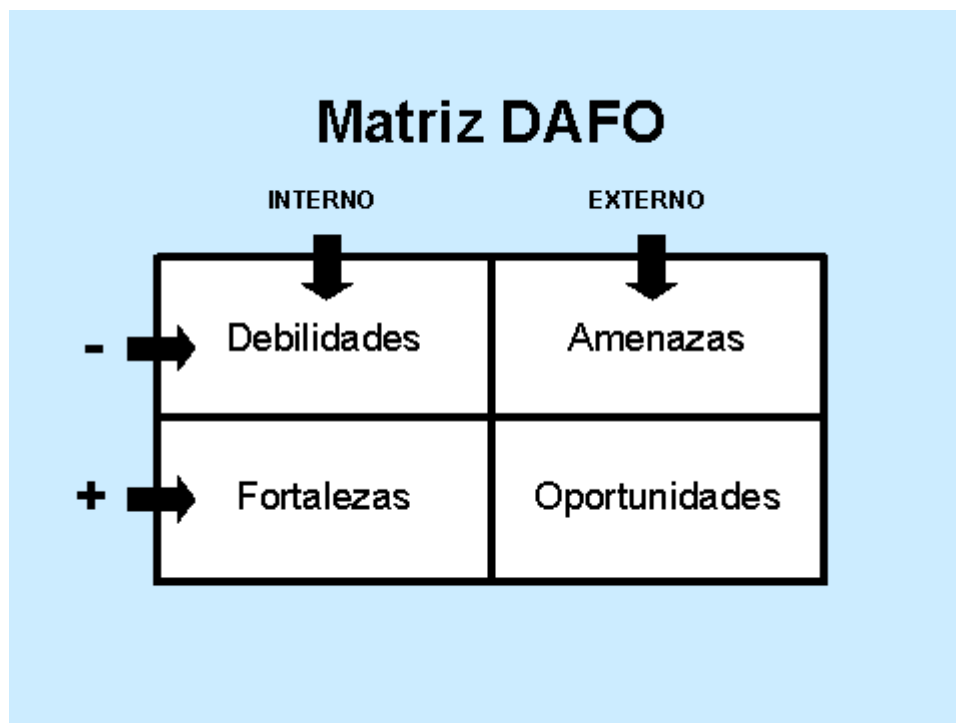 Matriz DAFO
INTERNO EXTERNO
- Debilidades Amenazas
+ Fortalezas Oportunidades